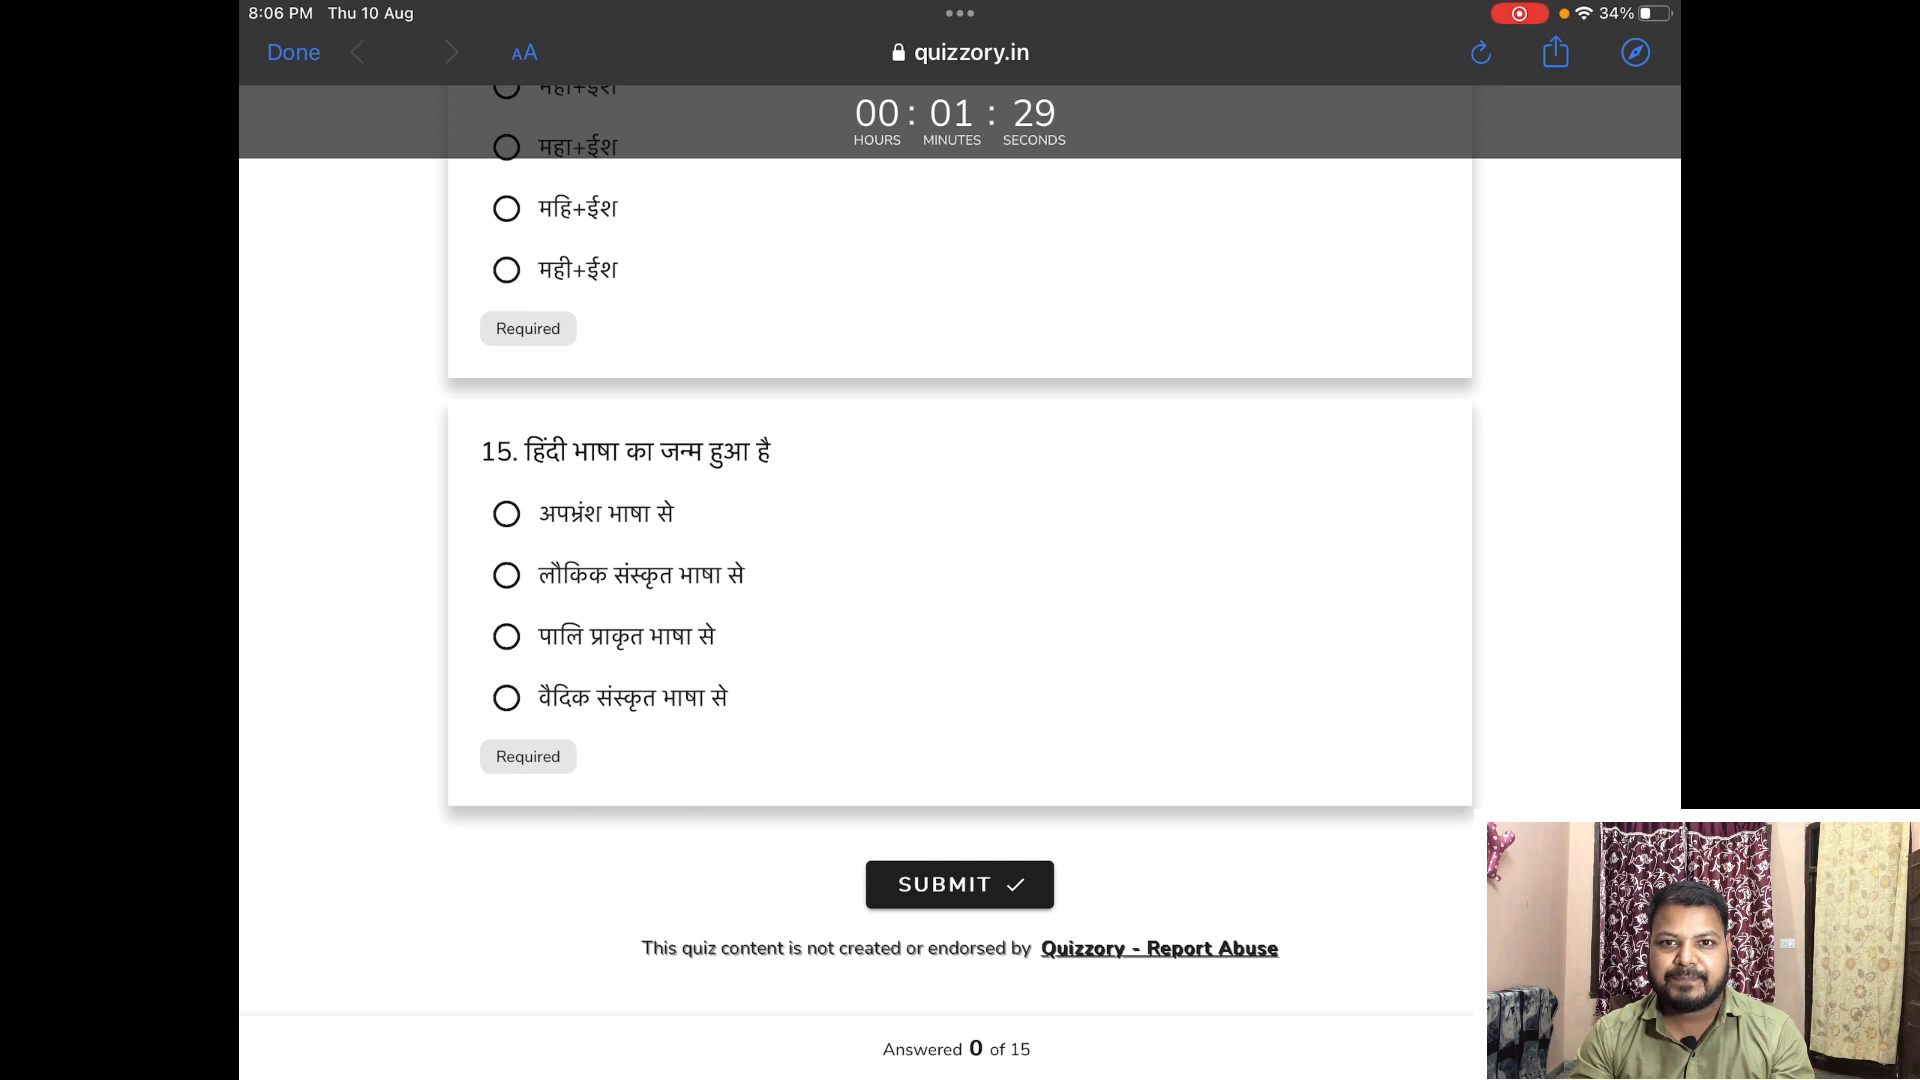 8:06 PM Thu 10 Aug
34%
Done
AA
quizzory.in
00 : 01 : 29
HOURS MINUTES SECONDS
महा+ईश
महि+ईश
मही+ईश
Required
15. हिंदी भाषा का जन्म हुआ है
अपभ्रंश भाषा से
लौकिक संस्कृत भाषा से
पालि प्राकृत भाषा से
वैदिक संस्कृत भाषा से
Required
SUBMIT
This quiz content is not created or endorsed by Quizzory - Report Abuse
Answered 0 of 15